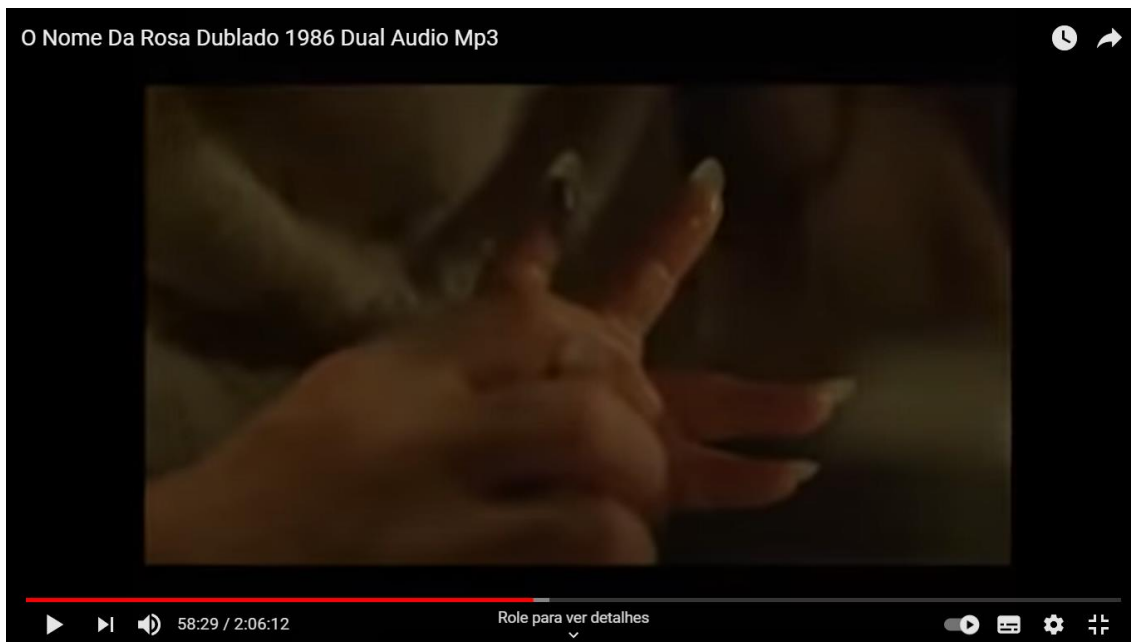 O Nome Da Rosa Dublado 1986 Dual Audio Mp3
58:29 / 2:06:12
Role para ver detalhes